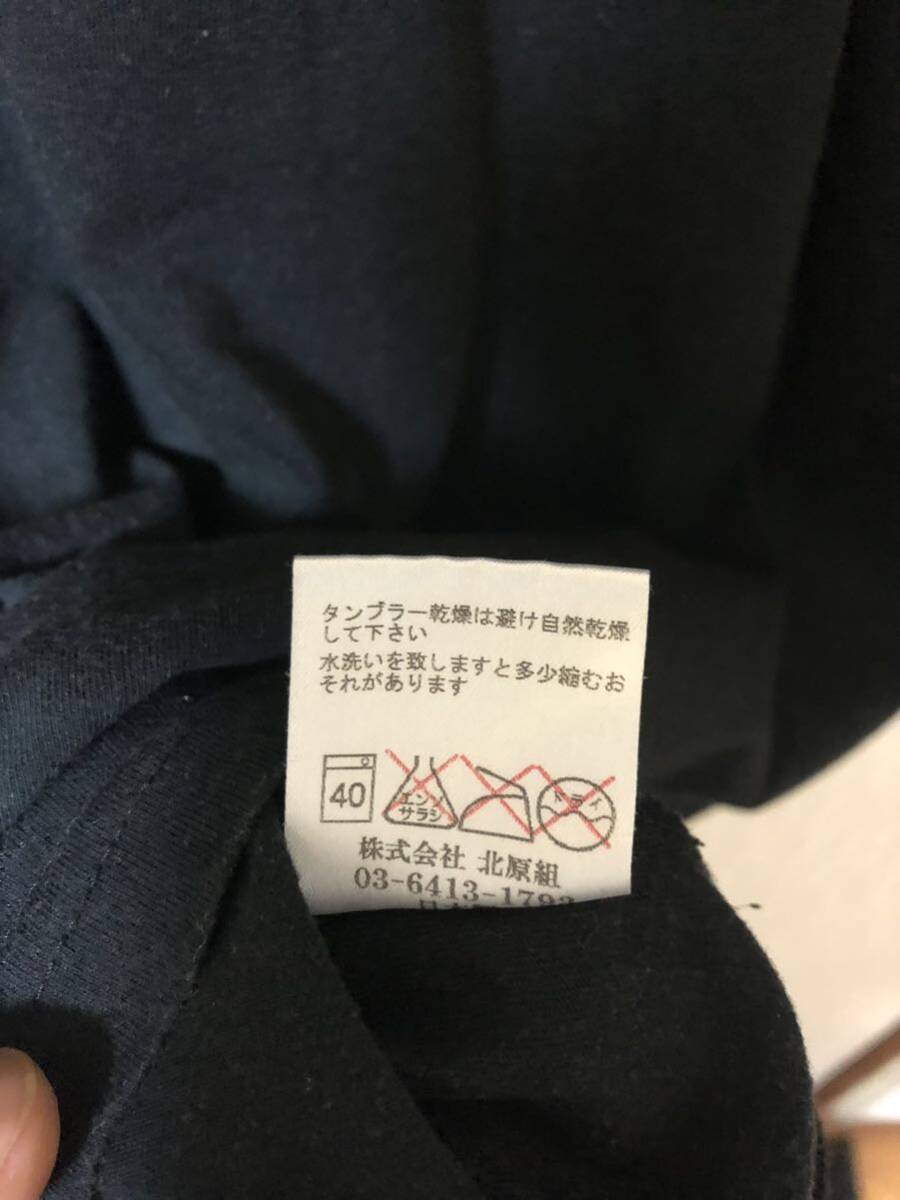 タンブラー乾燥は避け自然乾燥
して下さい
水洗いを致しますと多少縮むお
それがあります
40
エンソ
サラシ
ドライ
株式会社 北原組
03-6413-1793